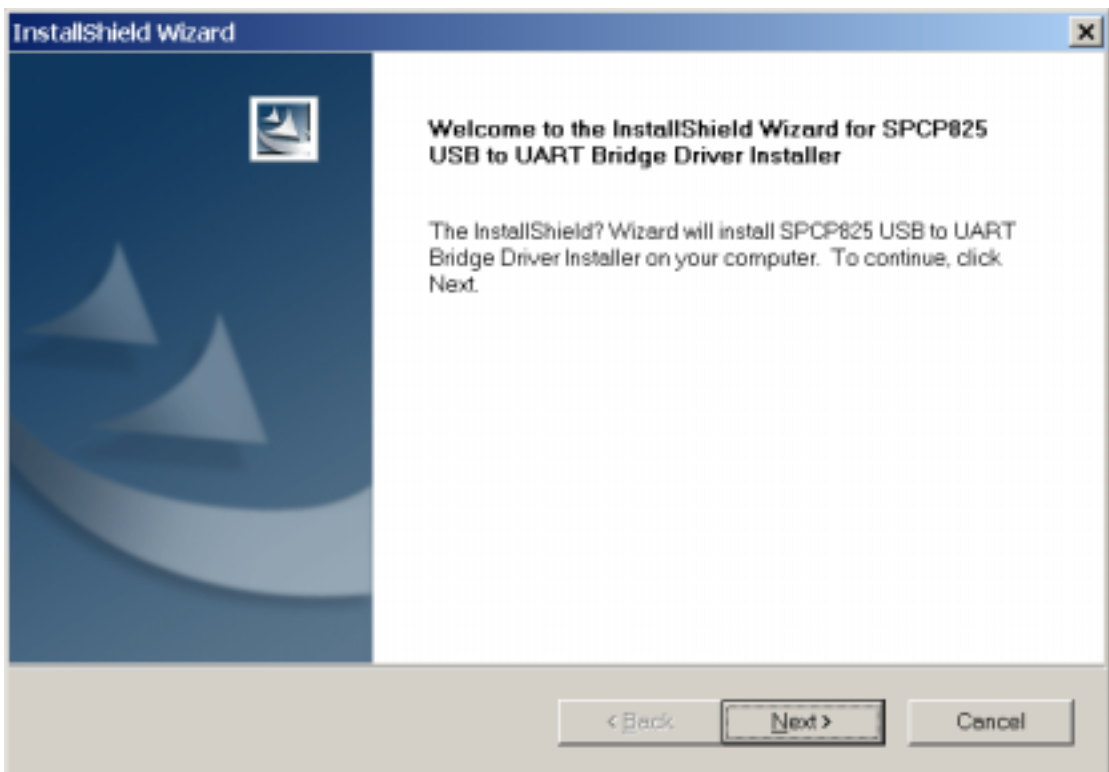 InstallShield Wizard
Welcome to the InstallShield Wizard for SPCP825
USB to UART Bridge Driver Installer
The InstallShield? Wizard will install SPCP825 USB to UART
Bridge Driver Installer on your computer.  To continue, click
Next.
< Back
Next >
Cancel